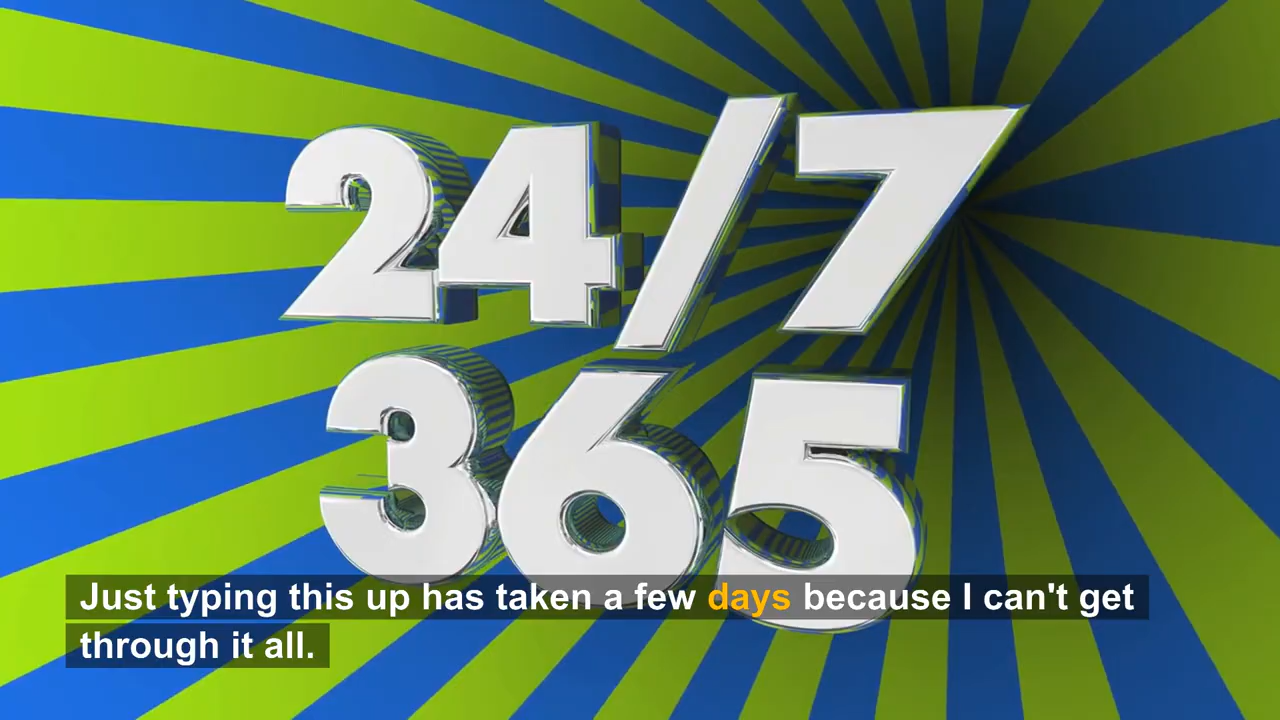 24/7
365
Just typing this up has taken a few days because I can't get
through it all.